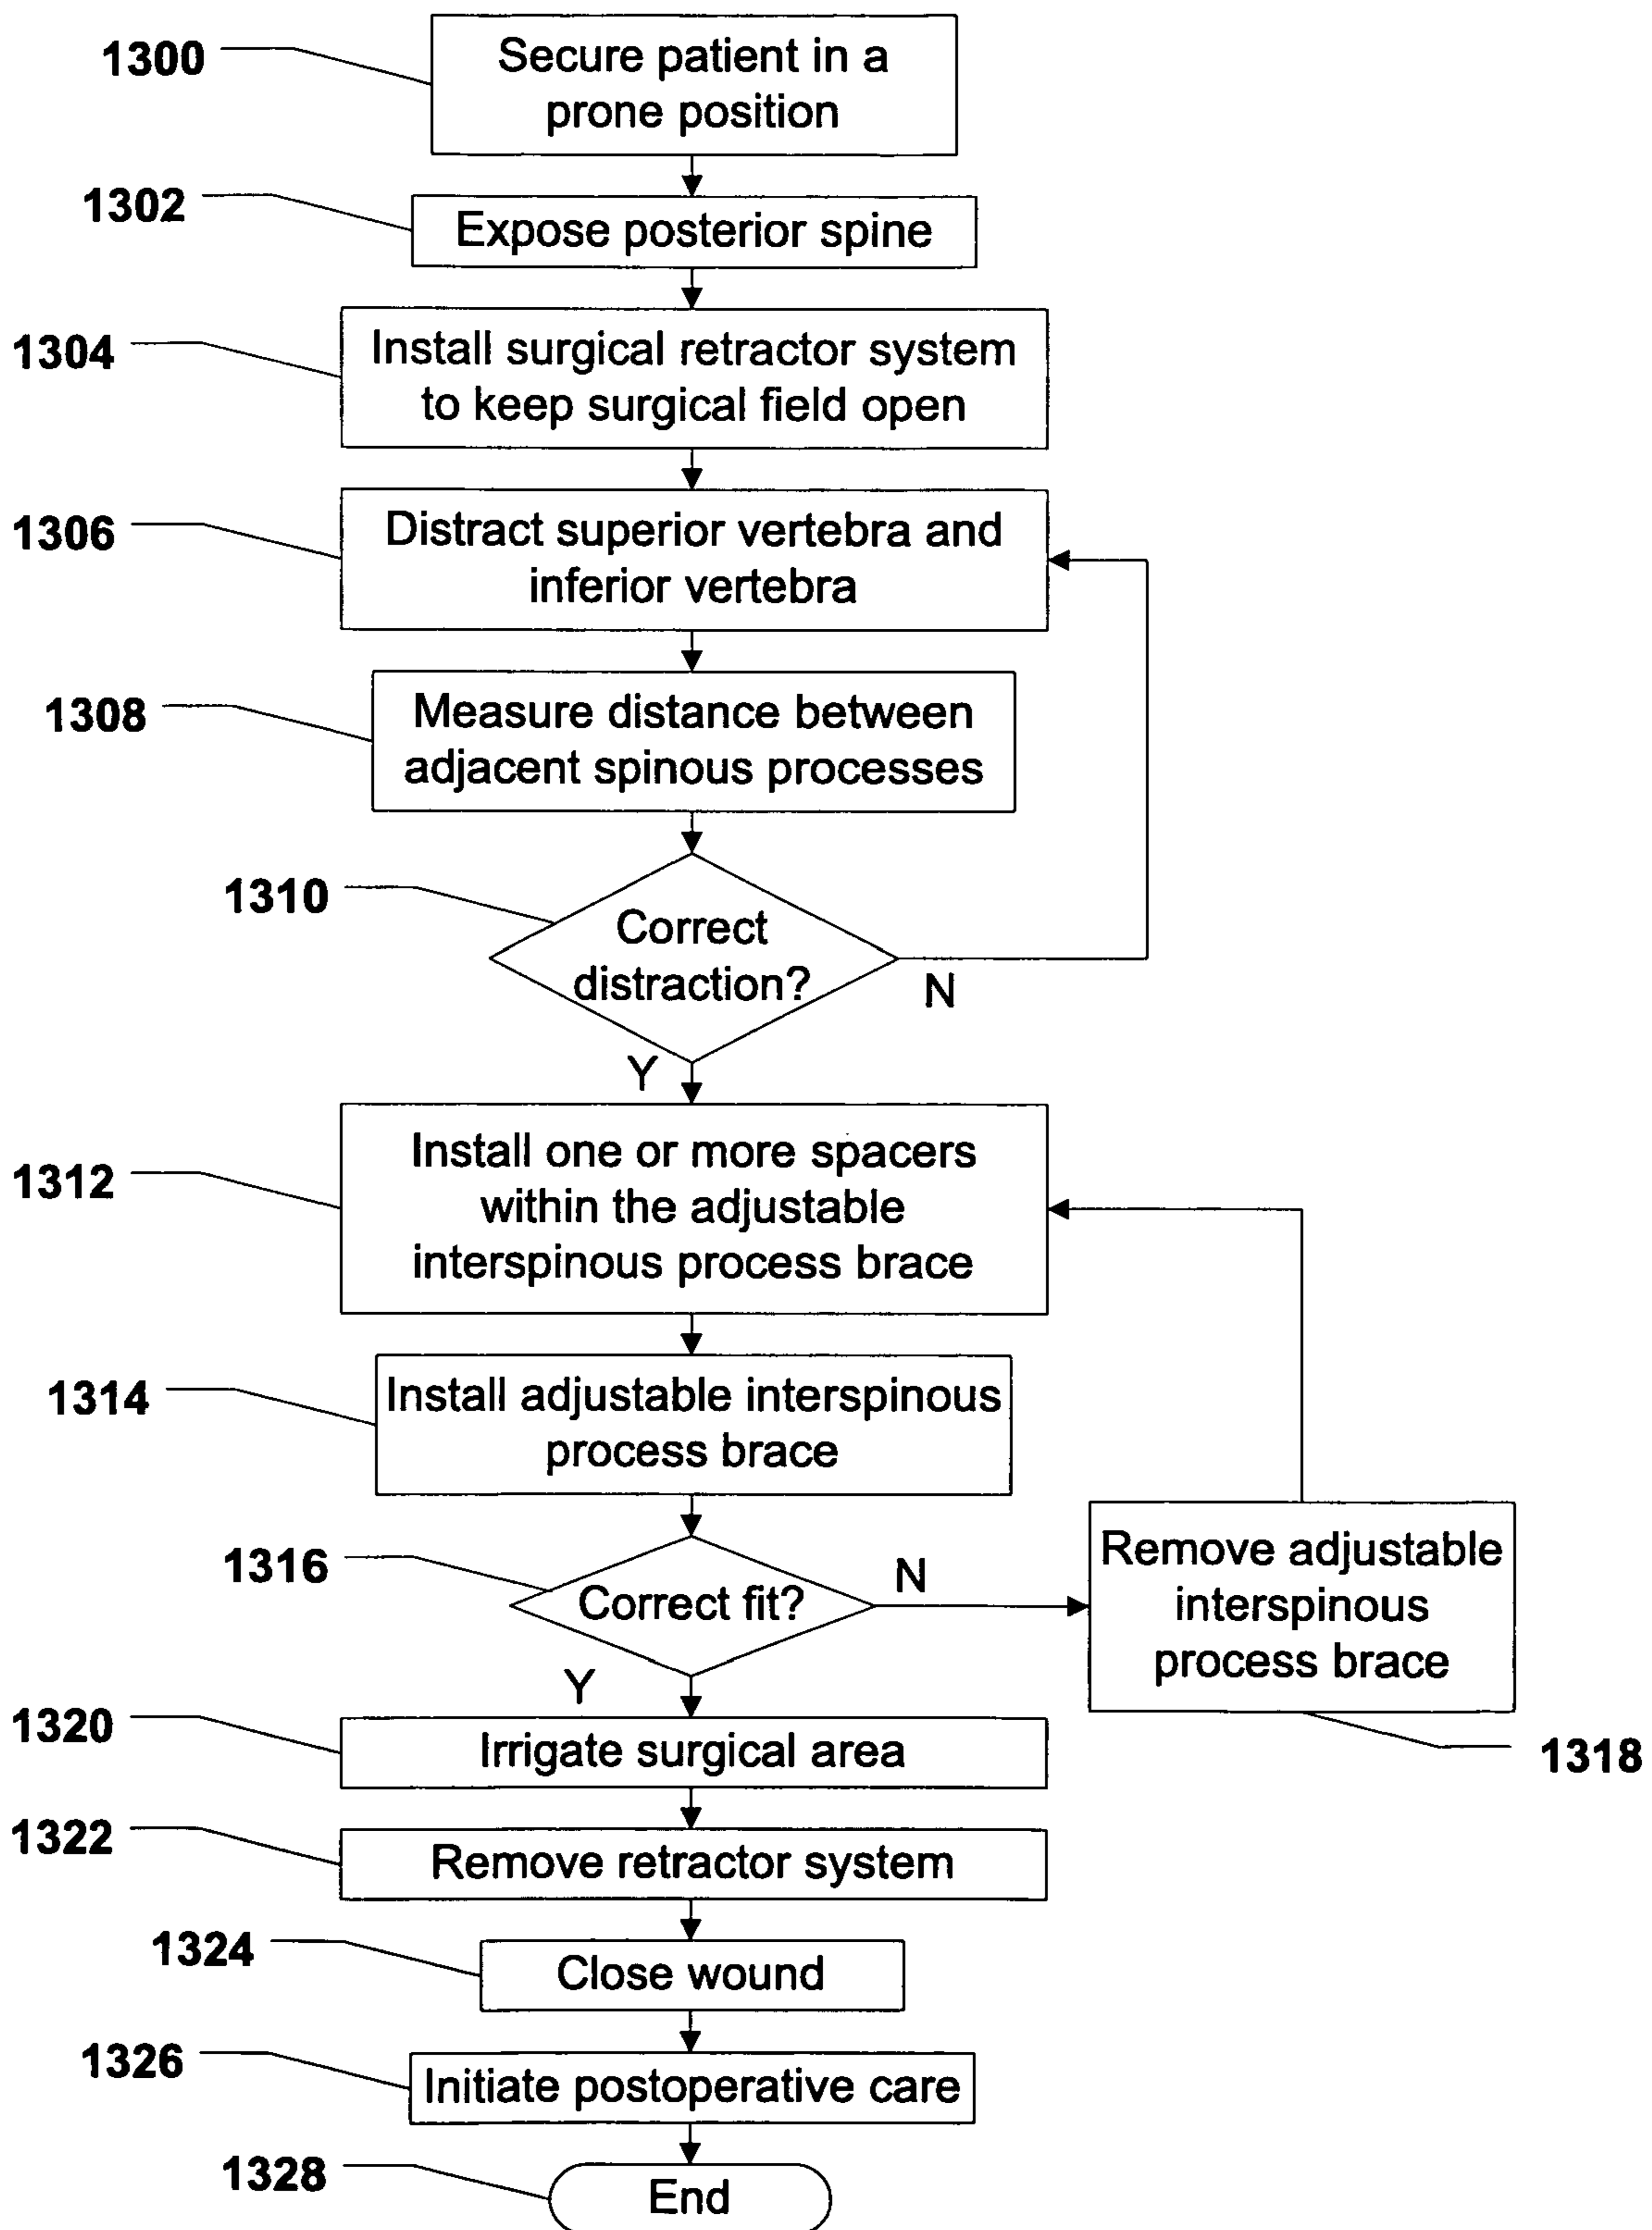 1300
Secure patient in a
prone position
1302
Expose posterior spine
1304
Install surgical retractor system
to keep surgical field open
1306
Distract superior vertebra and
inferior vertebra
1308
Measure distance between
adjacent spinous processes
1310
Correct
distraction?
N
Y
1312
Install one or more spacers
within the adjustable
interspinous process brace
1314
Install adjustable interspinous
process brace
1316
Correct fit?
N
Remove adjustable
interspinous
process brace
1318
Y
1320
Irrigate surgical area
1322
Remove retractor system
1324
Close wound
1326
Initiate postoperative care
1328
End